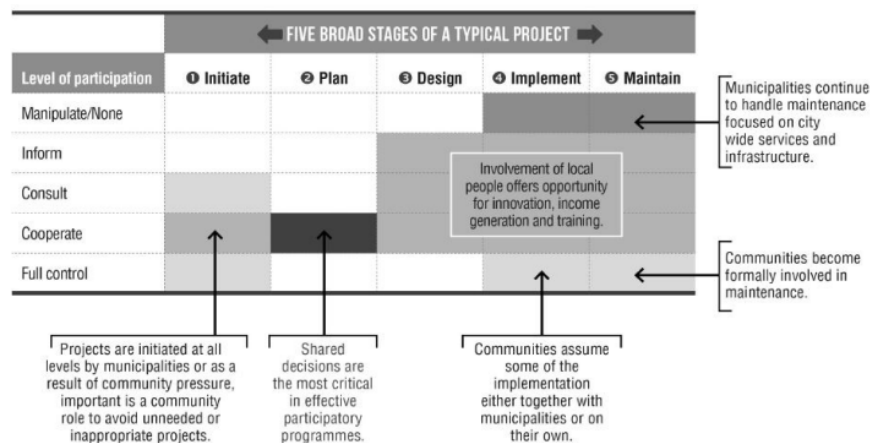 FIVE BROAD STAGES OF A TYPICAL PROJECT
Level of participation
❶ Initiate
❷ Plan
❸ Design
❹ Implement
❺ Maintain
Manipulate/None
Inform
Consult
Cooperate
Full control
Involvement of local
people offers opportunity
for innovation, income
generation and training.
Municipalities continue
to handle maintenance
focused on city
wide services and
infrastructure.
Communities become
formally involved in
maintenance.
Projects are initiated at all
levels by municipalities or as a
result of community pressure,
important is a community
role to avoid unneeded or
inappropriate projects.
Shared
decisions are
the most critical
in effective
participatory
programmes.
Communities assume
some of the
implementation
either together with
municipalities or on
their own.